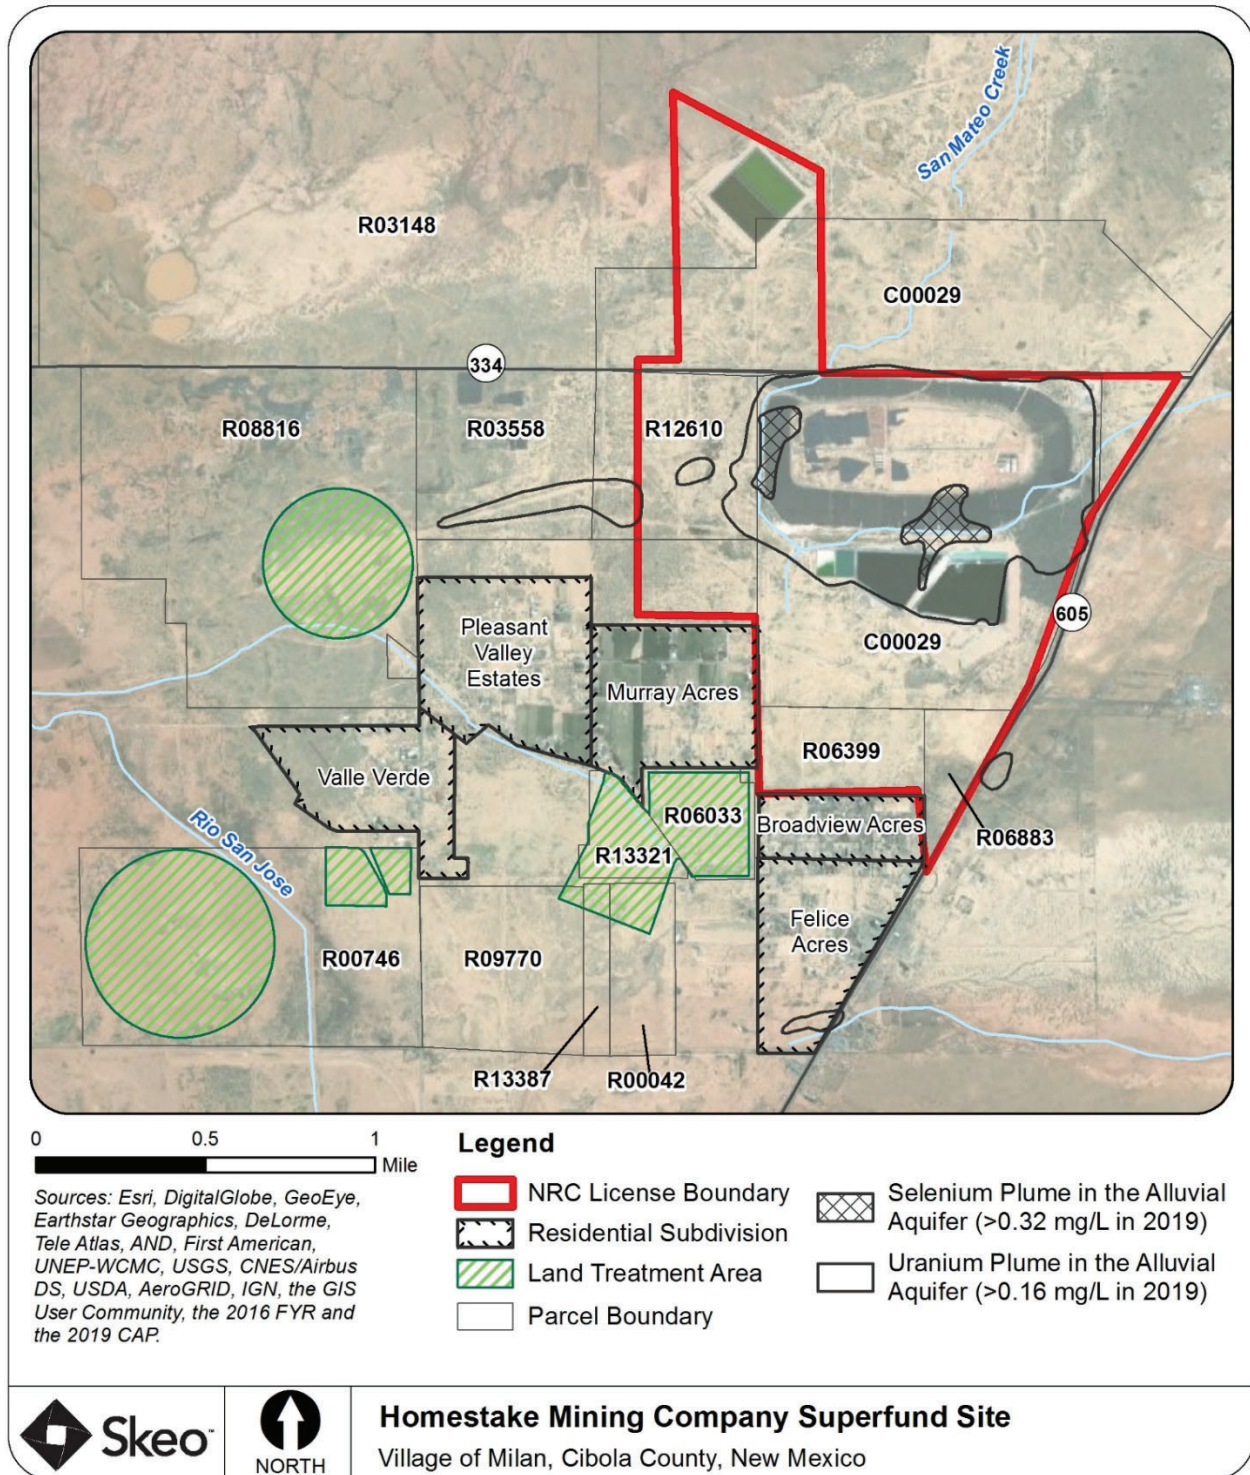 San Mateo Creek
R03148
C00029
334
R08816
R03558
R12610
605
Pleasant
Valley
Estates
C00029
Murray Acres
R06399
Valle Verde
R06033
Broadview Acres
R06883
Rio San Jose
R13321
Felice
Acres
R00746
R09770
R13387
R00042
0
0.5
1
Mile
Sources: Esri, DigitalGlobe, GeoEye,
Earthstar Geographics, DeLorme,
Tele Atlas, AND, First American,
UNEP-WCMC, USGS, CNES/Airbus
DS, USDA, AeroGRID, IGN, the GIS
User Community, the 2016 FYR and
the 2019 CAP.
Legend
NRC License Boundary
Residential Subdivision
Land Treatment Area
Parcel Boundary
Selenium Plume in the Alluvial
Aquifer (>0.32 mg/L in 2019)
Uranium Plume in the Alluvial
Aquifer (>0.16 mg/L in 2019)
Skeo™
NORTH
Homestake Mining Company Superfund Site
Village of Milan, Cibola County, New Mexico